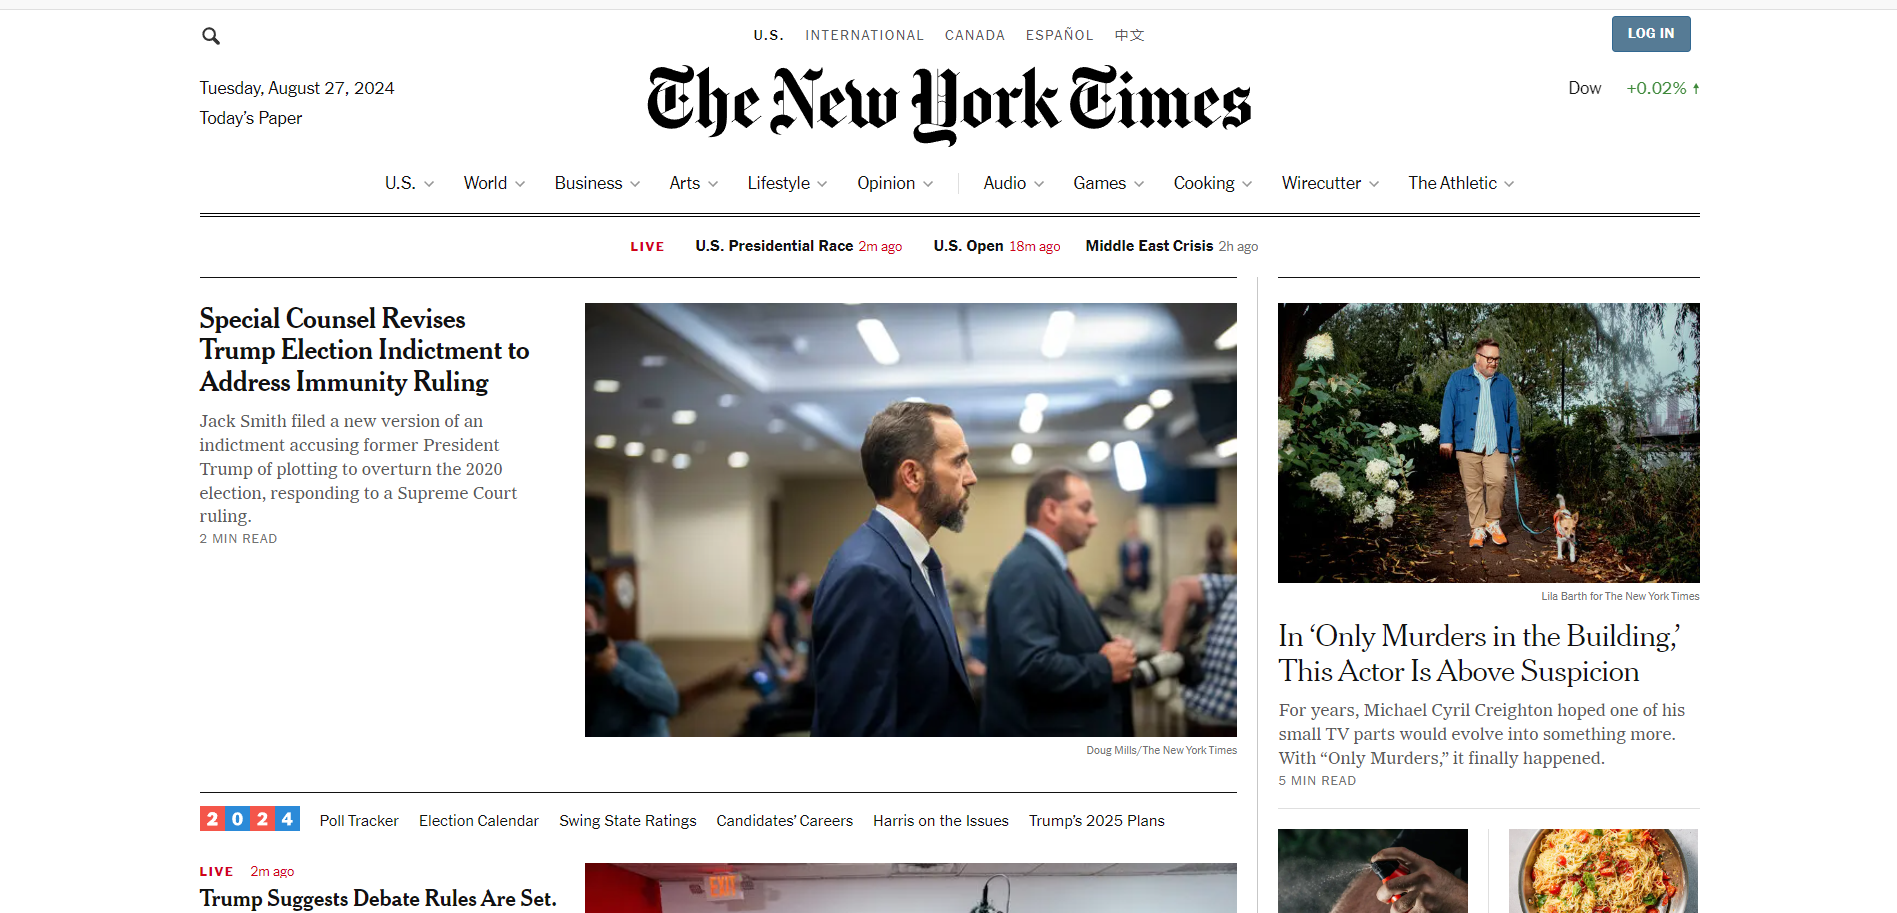 U.S. INTERNATIONAL CANADA ESPAÑOL 中文
LOG IN
Tuesday, August 27, 2024
Today's Paper
The New York Times
Dow +0.02%
U.S. World Business Arts Lifestyle Opinion Audio Games Cooking Wirecutter The Athletic
LIVE U.S. Presidential Race 2m ago U.S. Open 18m ago Middle East Crisis 2h ago
Special Counsel Revises
Trump Election Indictment to
Address Immunity Ruling
Jack Smith filed a new version of an
indictment accusing former President
Trump of plotting to overturn the 2020
election, responding to a Supreme Court
ruling.
2 MIN READ
Doug Mills/The New York Times
Lila Barth for The New York Times
In ‘Only Murders in the Building,’
This Actor Is Above Suspicion
For years, Michael Cyril Creighton hoped one of his
small TV parts would evolve into something more.
With “Only Murders,” it finally happened.
5 MIN READ
2024 Poll Tracker Election Calendar Swing State Ratings Candidates’ Careers Harris on the Issues Trump’s 2025 Plans
LIVE 2m ago
Trump Suggests Debate Rules Are Set.
EXIT